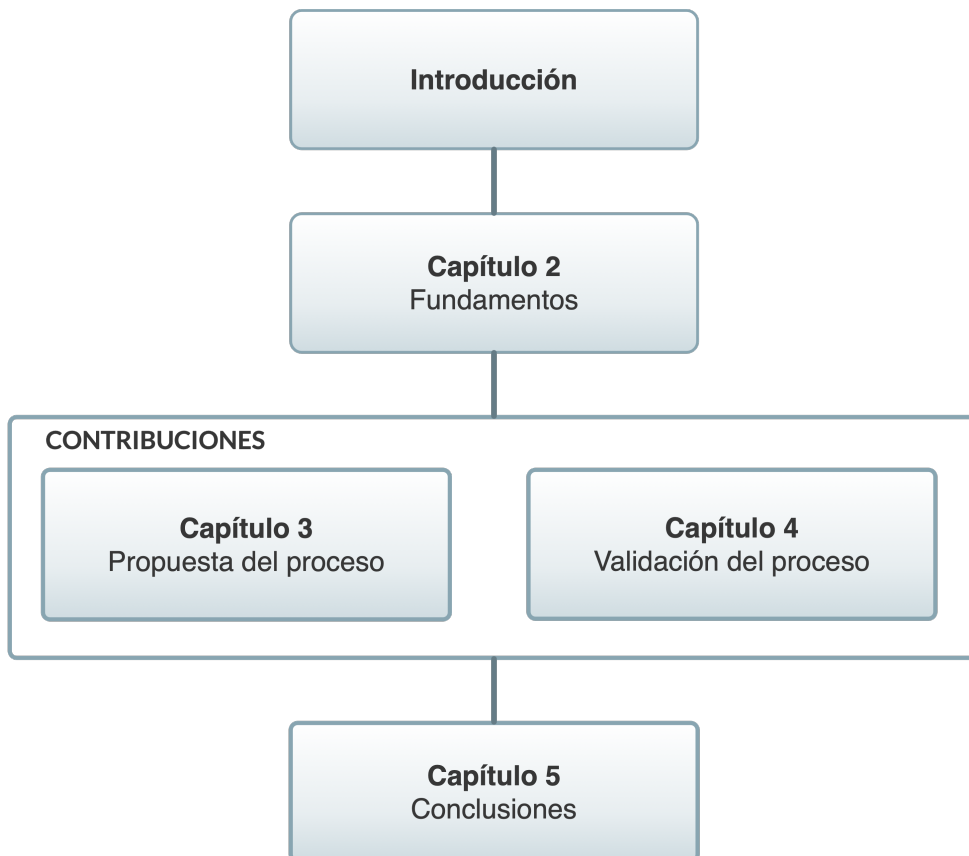 Introducción
Capítulo 2
Fundamentos
CONTRIBUCIONES
Capítulo 3
Propuesta del proceso
Capítulo 4
Validación del proceso
Capítulo 5
Conclusiones